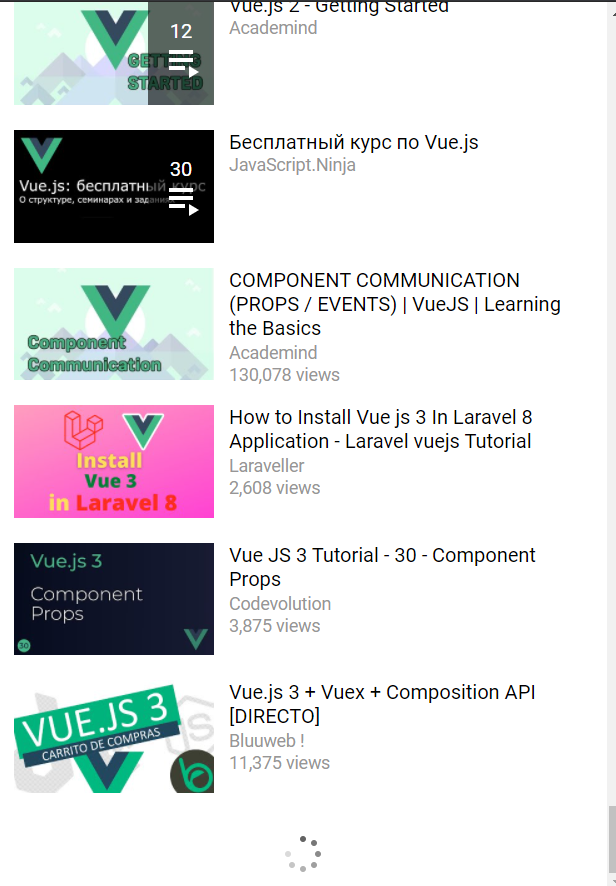 Vue.js 2 - Getting Started
Academind
12
GETTING
STARTED
Бесплатный курс по Vue.js
JavaScript.Ninja
30
Vue.js: бесплатный курс
О структуре, семинарах и заданиях
COMPONENT COMMUNICATION
(PROPS / EVENTS) | VueJS | Learning
the Basics
Academind
130,078 views
Component
Communication
How to Install Vue js 3 In Laravel 8
Application - Laravel vuejs Tutorial
Laraveller
2,608 views
Install
Vue 3
in Laravel 8
Vue JS 3 Tutorial - 30 - Component
Props
Codevolution
3,875 views
Vue.js 3
Component
Props
30
Vue.js 3 + Vuex + Composition API
[DIRECTO]
Bluuweb !
11,375 views
VUE.JS 3
CARRITO DE COMPRAS